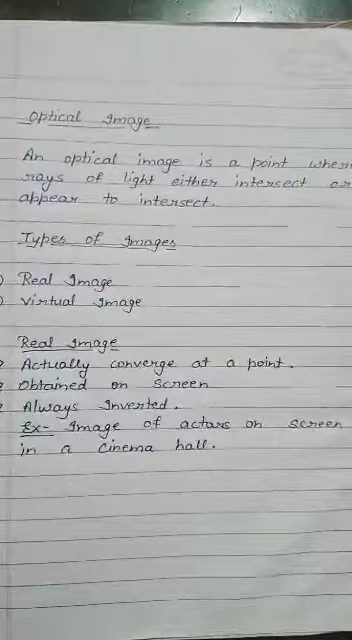 Optical Image
An optical image is a point where
rays of light either intersect or
appear to intersect.
Types of Images
Real Image
Virtual Image
Real Image
Actually converge at a point.
Obtained on screen
Always Inverted.
Ex- Image of actars on screen
in a cinema hall.